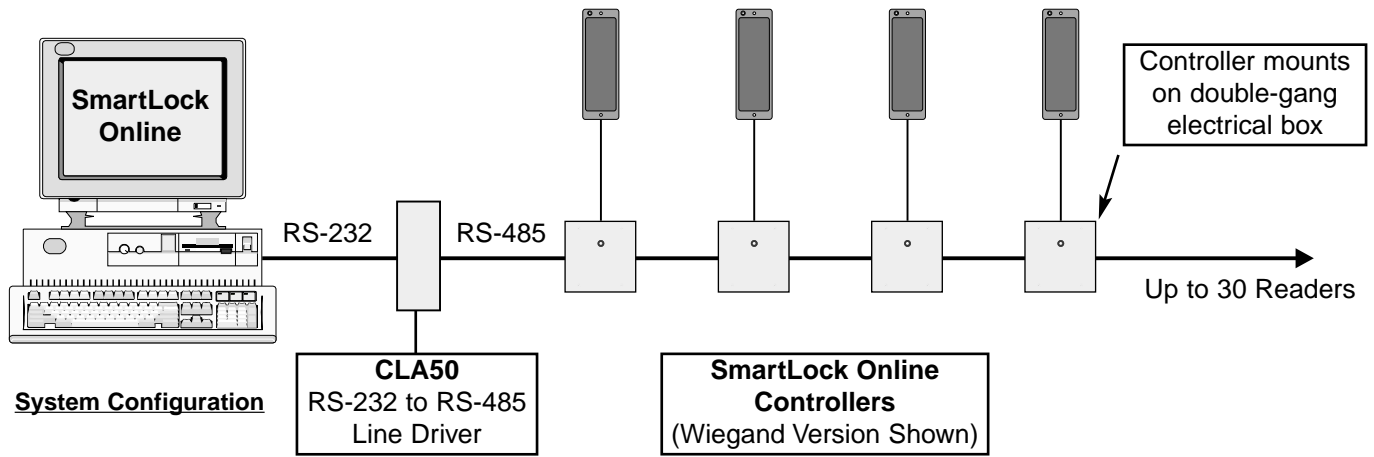 SmartLock
Online
Controller mounts
on double-gang
electrical box
RS-232
RS-485
Up to 30 Readers
System Configuration
CLA50
RS-232 to RS-485
Line Driver
SmartLock Online
Controllers
(Wiegand Version Shown)